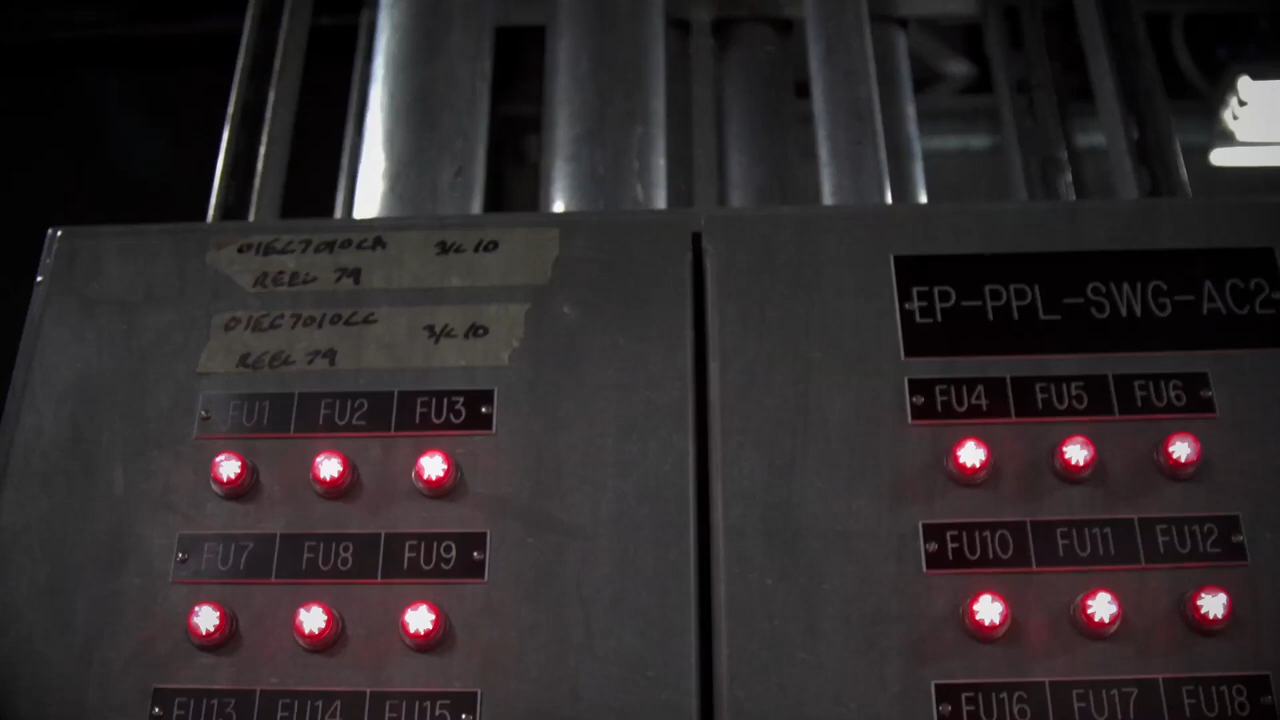 01EC7010CA 3/C 10
REEL 79
01EC7010CC 3/C 10
REEL 79
EP-PPL-SWG-AC2
FU1 FU2 FU3
FU4 FU5 FU6
FU7 FU8 FU9
FU10 FU11 FU12
FU13 FU14 FU15
FU16 FU17 FU18